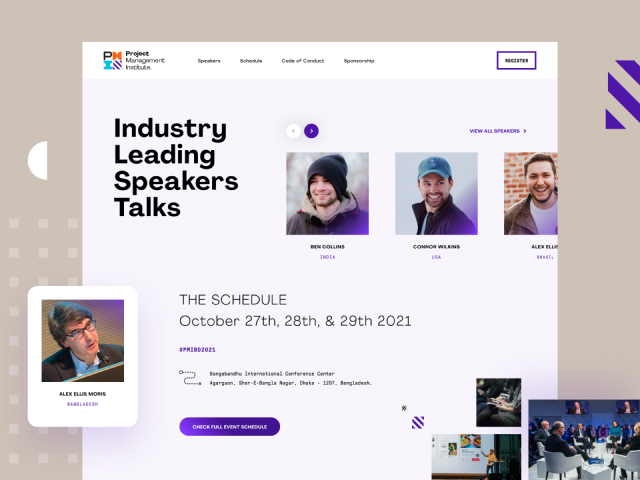 Project
Management
Institute.
Speakers
Schedule
Code of Conduct
Sponsorship
REGISTER
Industry
Leading
Speakers
Talks
VIEW ALL SPEAKERS
BEN COLLINS
INDIA
CONNOR WILKINS
USA
ALEX ELLIS
BRASIL
ALEX ELLIS MORIS
BANGLADESH
THE SCHEDULE
October 27th, 28th, & 29th 2021
#PMIBD2021
Bangabandhu International Conference Center
Agargaon, Sher-E-Bangla Nagar, Dhaka - 1207, Bangladesh.
CHECK FULL EVENT SCHEDULE